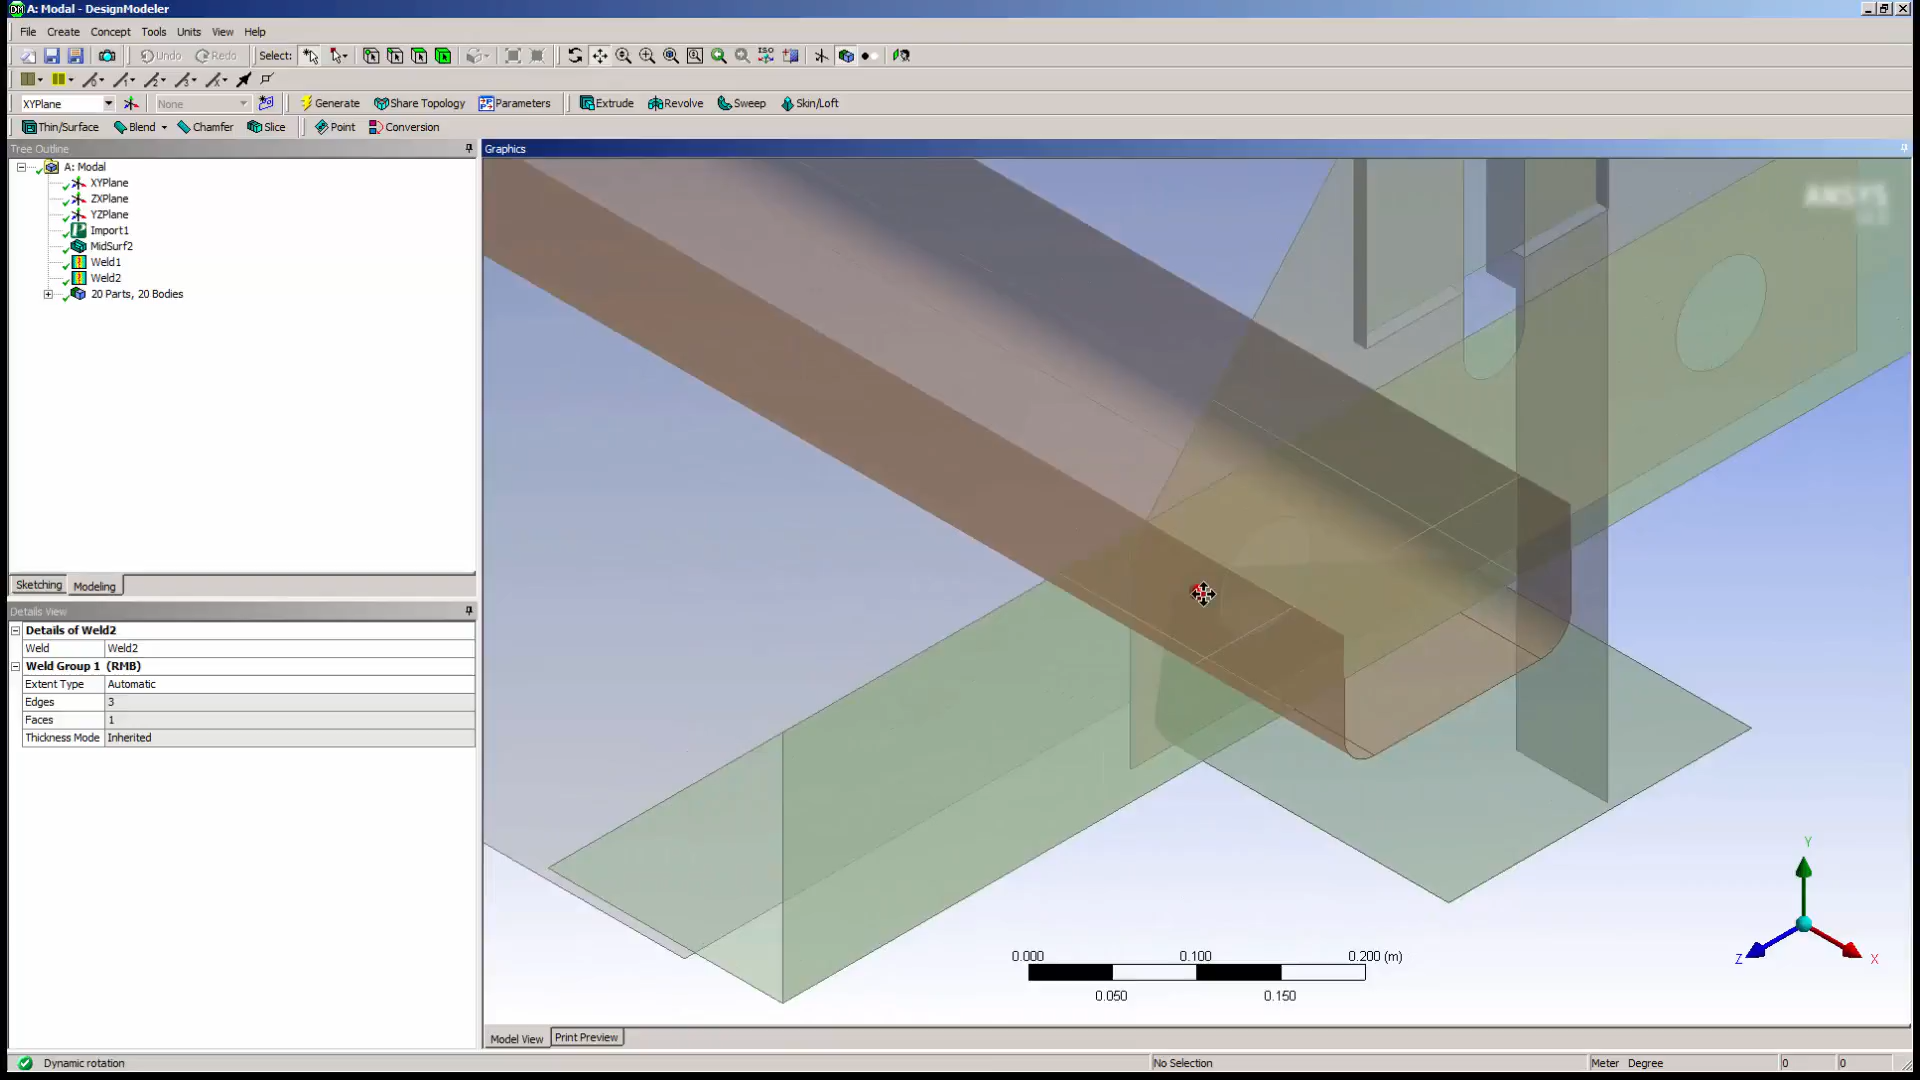 A: Modal - DesignModeler
File Create Concept Tools Units View Help
Undo Redo Select:
XYPlane None Generate Share Topology Parameters Extrude Revolve Sweep Skin/Loft
Thin/Surface Blend Chamfer Slice Point Conversion
Tree Outline
Graphics
A: Modal
XYPlane
ZXPlane
YZPlane
Import1
MidSurf2
Weld1
Weld2
20 Parts, 20 Bodies
ANSYS
Sketching Modeling
Details View
Details of Weld2
Weld Weld2
Weld Group 1 (RMB)
Extent Type Automatic
Edges 3
Faces 1
Thickness Mode Inherited
0.000 0.100 0.200 (m)
0.050 0.150
Y
Z
X
Model View Print Preview
Dynamic rotation No Selection Meter Degree 0 0